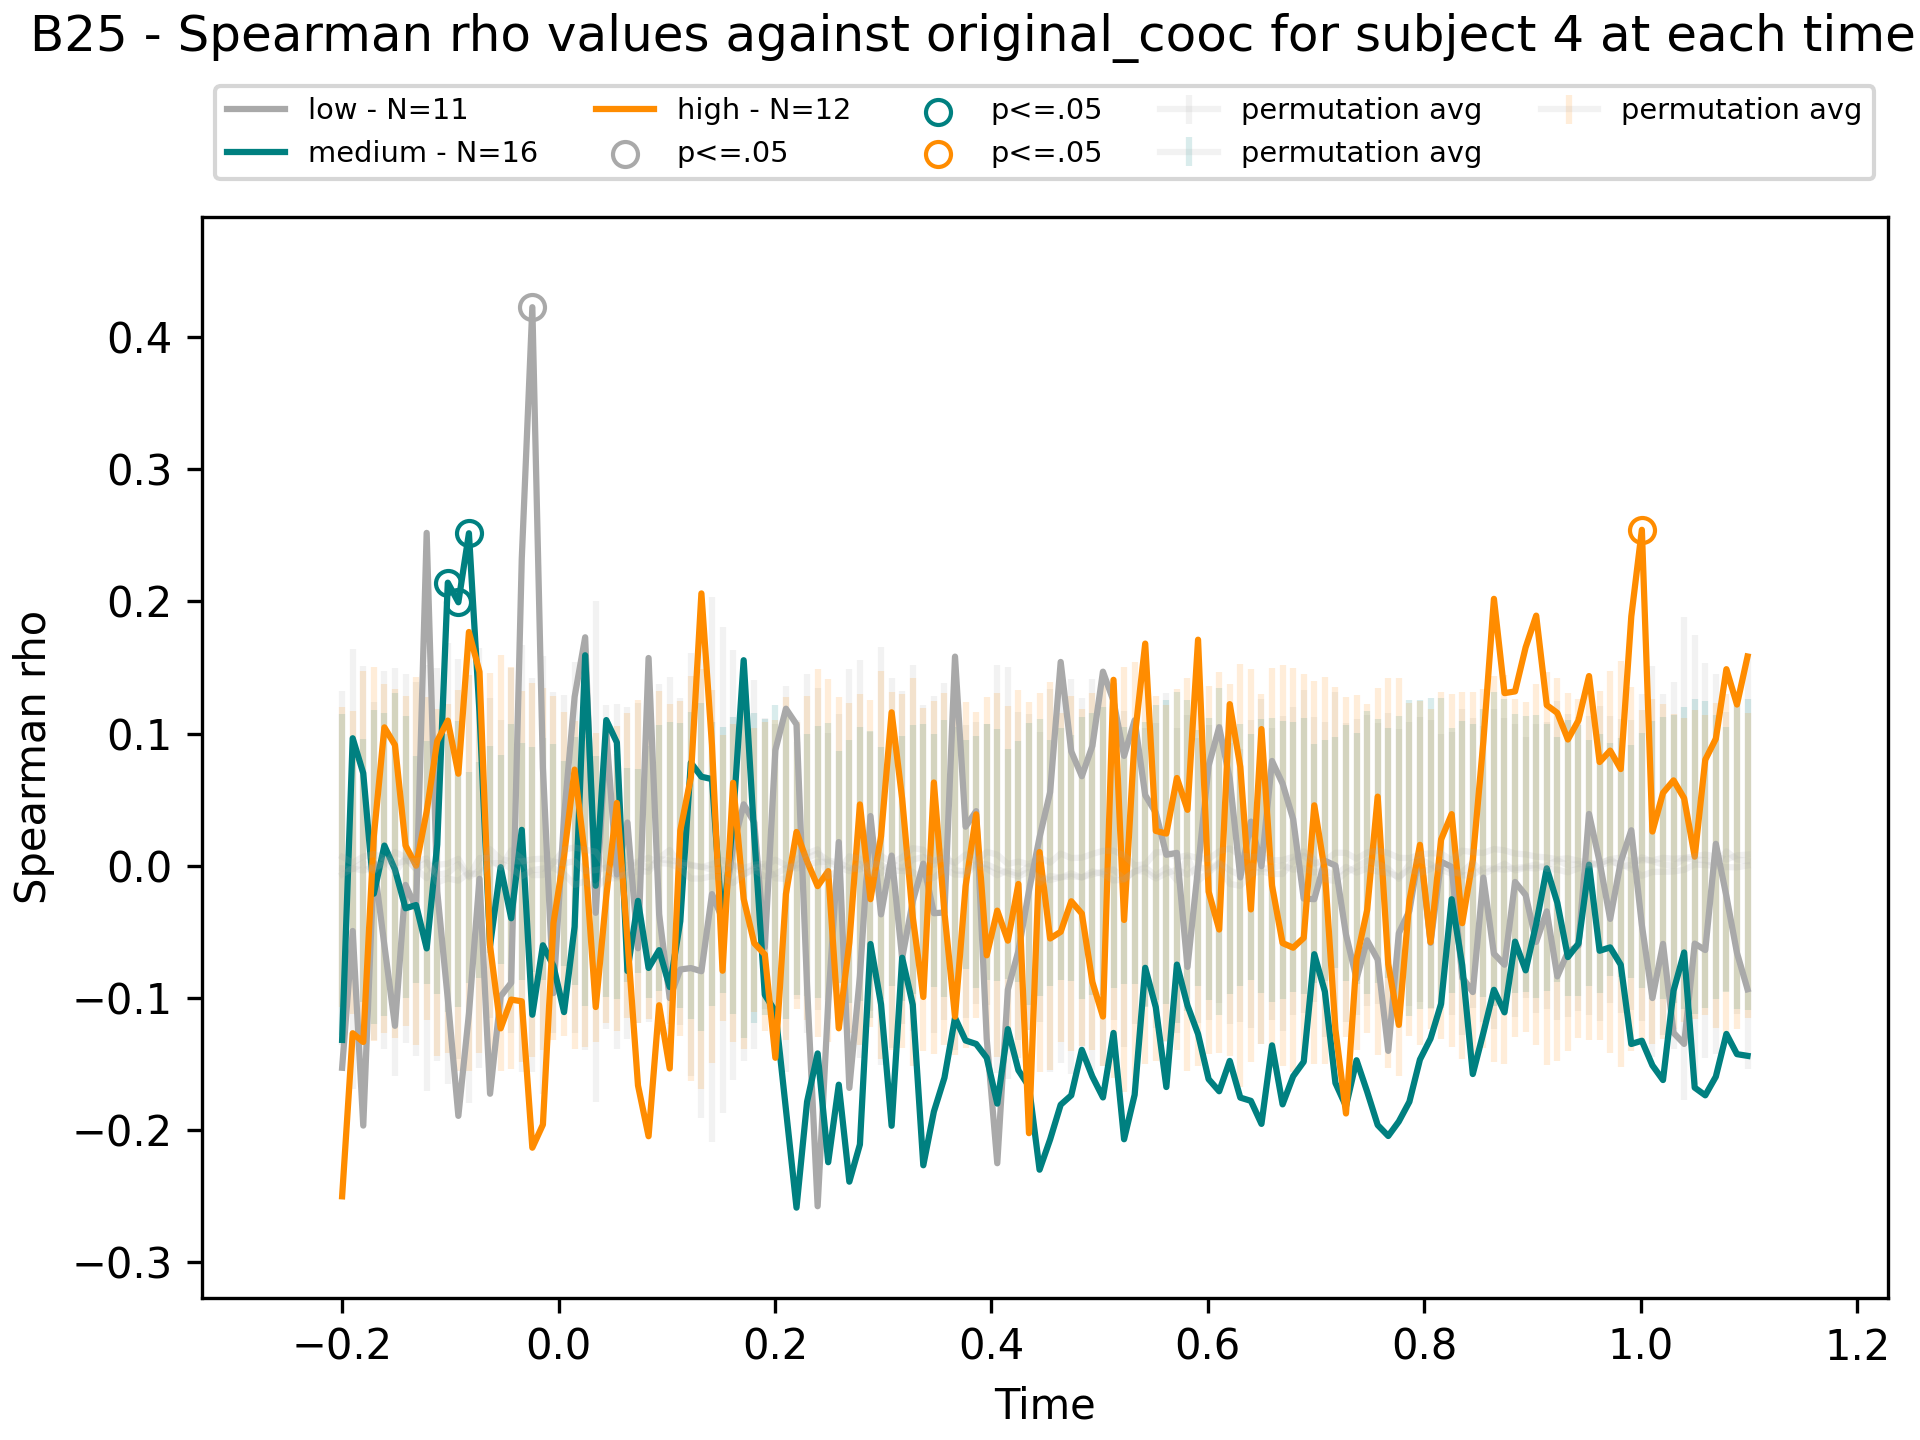 B25 - Spearman rho values against original_cooc for subject 4 at each time
low - N=11
medium - N=16
high - N=12
p<=.05
p<=.05
p<=.05
permutation avg
permutation avg
permutation avg
Spearman rho
0.4
0.3
0.2
0.1
0.0
−0.1
−0.2
−0.3
−0.2 0.0 0.2 0.4 0.6 0.8 1.0 1.2
Time